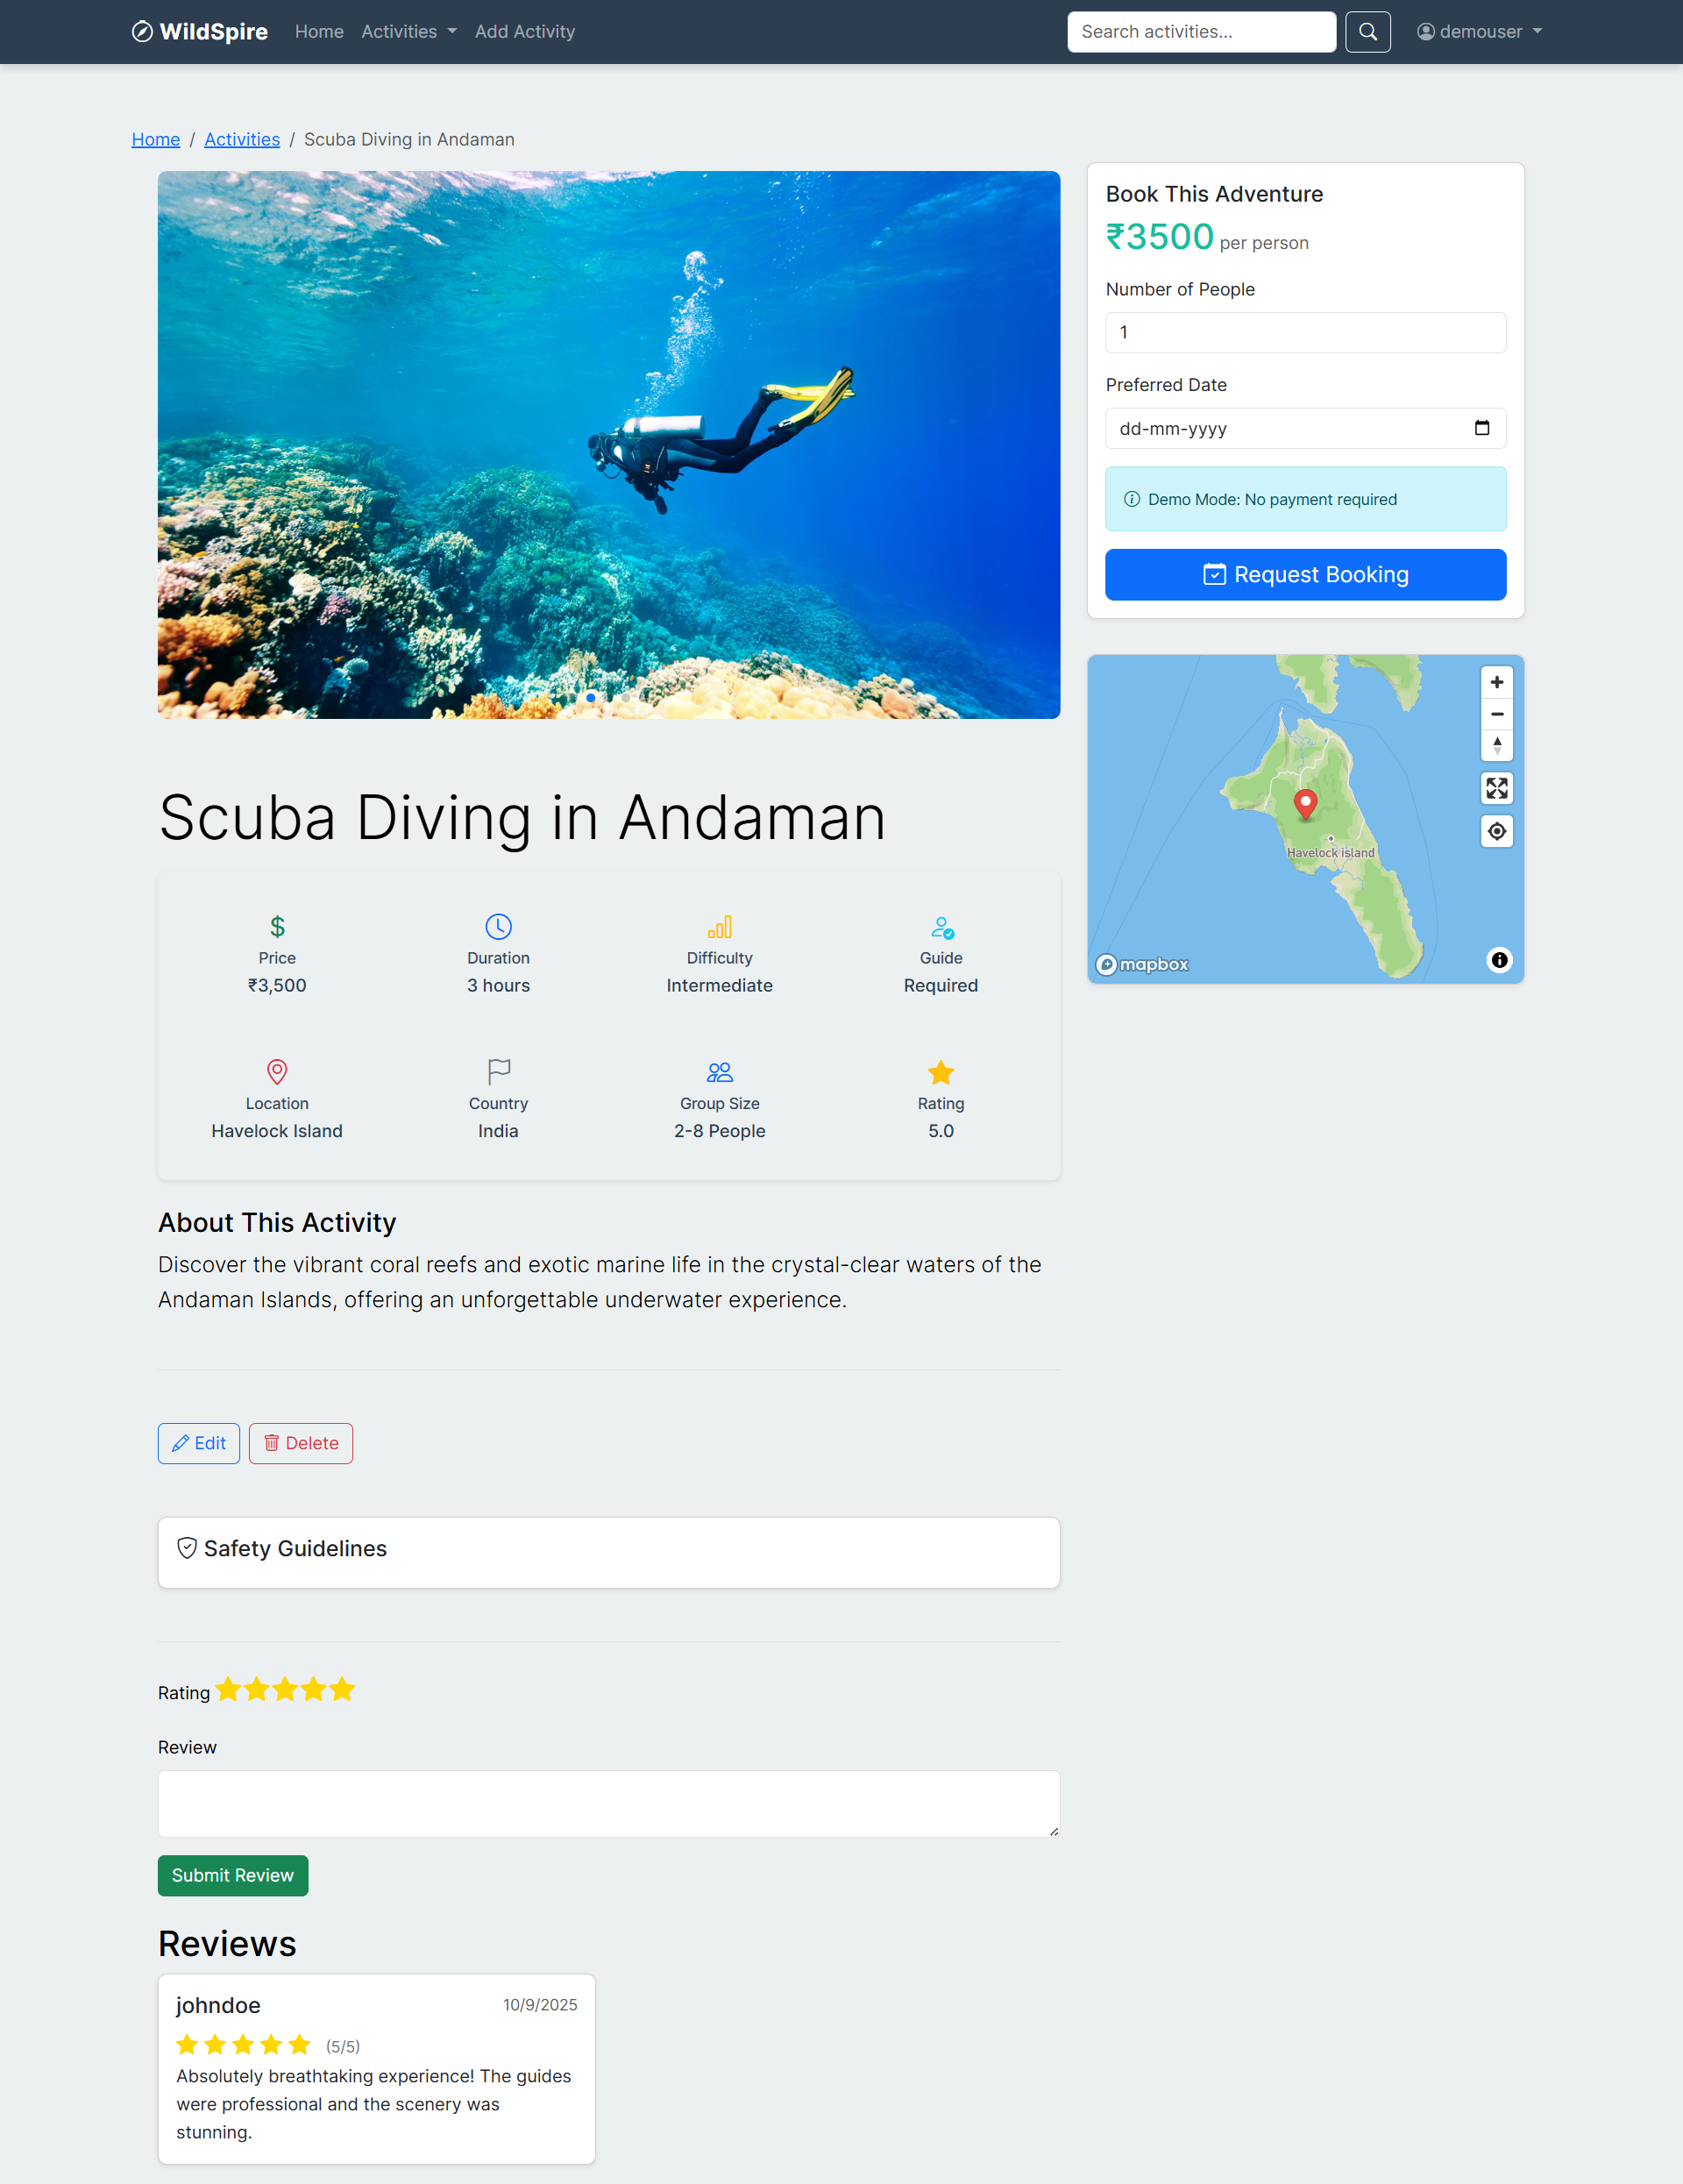 WildSpire
Home
Activities
Add Activity
Search activities...
demouser
Home / Activities / Scuba Diving in Andaman
Book This Adventure
₹3500 per person
Number of People
1
Preferred Date
dd-mm-yyyy
Demo Mode: No payment required
Request Booking
Havelock island
mapbox
Scuba Diving in Andaman
Price
₹3,500
Duration
3 hours
Difficulty
Intermediate
Guide
Required
Location
Havelock Island
Country
India
Group Size
2-8 People
Rating
5.0
About This Activity
Discover the vibrant coral reefs and exotic marine life in the crystal-clear waters of the
Andaman Islands, offering an unforgettable underwater experience.
Edit
Delete
Safety Guidelines
Rating
Review
Submit Review
Reviews
johndoe
10/9/2025
(5/5)
Absolutely breathtaking experience! The guides
were professional and the scenery was
stunning.